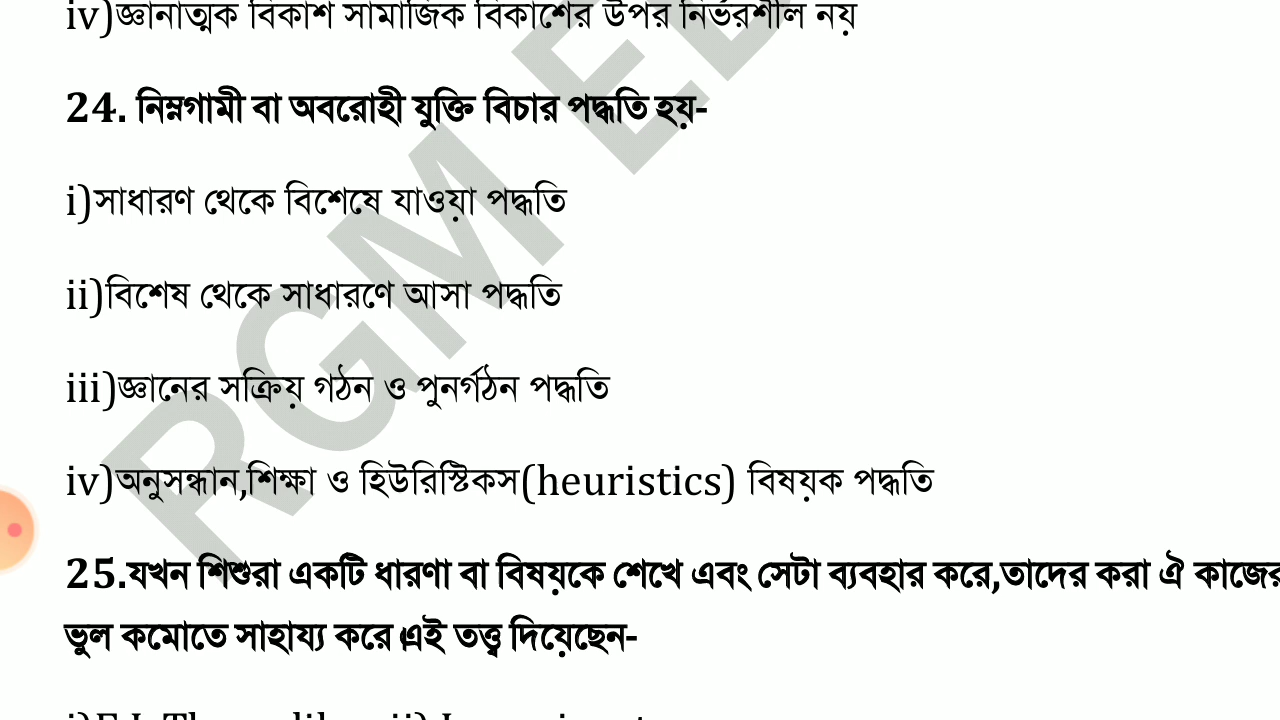 iv)জ্ঞানাত্মক বিকাশ সামাজিক বিকাশের উপর নির্ভরশীল নয়
24. নিম্নগামী বা অবরোহী যুক্তি বিচার পদ্ধতি হয়-
i)সাধারণ থেকে বিশেষে যাওয়া পদ্ধতি
ii)বিশেষ থেকে সাধারণে আসা পদ্ধতি
iii)জ্ঞানের সক্রিয় গঠন ও পুনর্গঠন পদ্ধতি
iv)অনুসন্ধান,শিক্ষা ও হিউরিস্টিকস(heuristics) বিষয়ক পদ্ধতি
25.যখন শিশুরা একটি ধারণা বা বিষয়কে শেখে এবং সেটা ব্যবহার করে,তাদের করা ঐ কাজের
ভুল কমোতে সাহায্য করে এই তত্ত্ব দিয়েছেন-
RGM